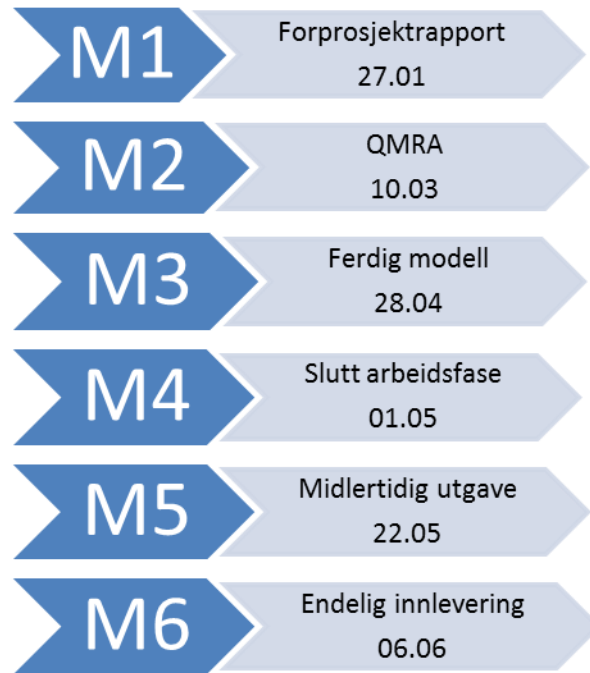 M1
Forprosjektrapport
27.01
M2
QMRA
10.03
M3
Ferdig modell
28.04
M4
Slutt arbeidsfase
01.05
M5
Midlertidig utgave
22.05
M6
Endelig innlevering
06.06